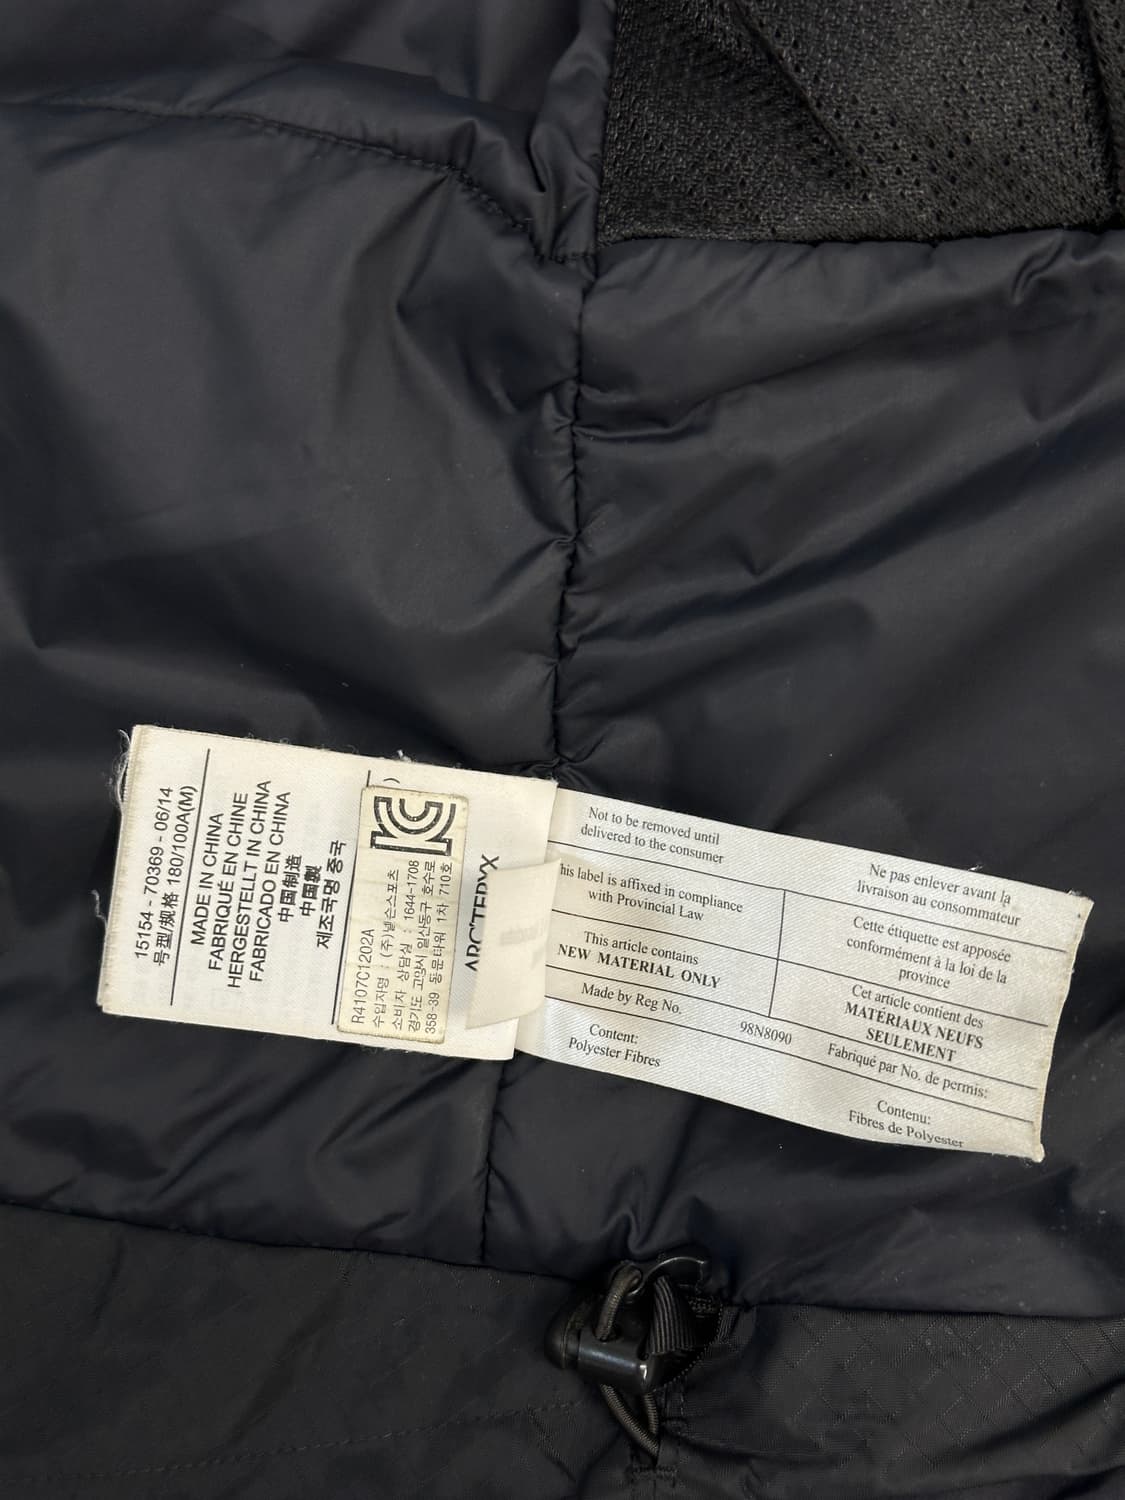 15154 - 70369 - 06/14
号型/规格 180/100A(M)
MADE IN CHINA
FABRIQUÉ EN CHINE
HERGESTELLT IN CHINA
FABRICADO EN CHINA
中国制造
中国製
제조국명 중국
R4107C1202A
수입자명 : (주)넬슨스포츠
소비자 상담실 : 1644-1708
경기도 고양시 일산동구 호수로
358-39 동문타워 1차 710호
ARC'TERYX
Not to be removed until
delivered to the consumer
his label is affixed in compliance
with Provincial Law
This article contains
NEW MATERIAL ONLY
Made by Reg No.
98N8090
Content:
Polyester Fibres
Ne pas enlever avant la
livraison au consommateur
Cette étiquette est apposée
conformément à la loi de la
province
Cet article contient des
MATÉRIAUX NEUFS
SEULEMENT
Fabriqué par No. de permis:
Contenu:
Fibres de Polyester